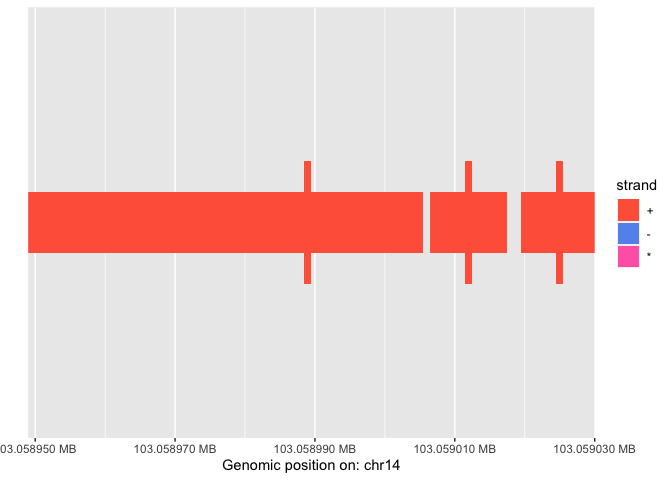 strand
+
-
*
03.058950 MB 103.058970 MB 103.058990 MB 103.059010 MB 103.059030 MB
Genomic position on: chr14